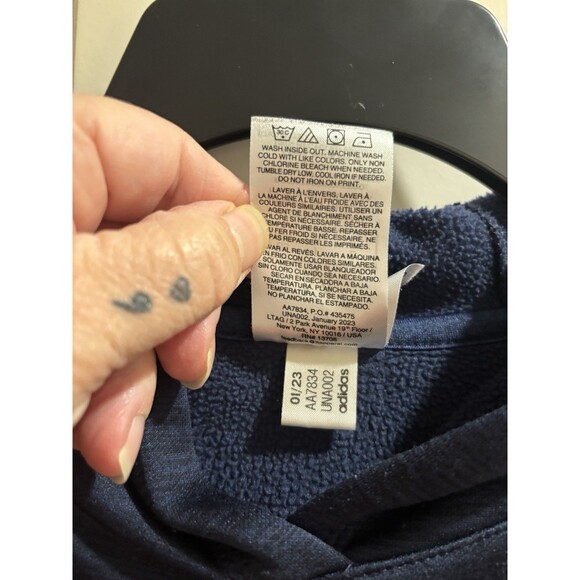 30 C
WASH INSIDE OUT. MACHINE WASH
COLD WITH LIKE COLORS. ONLY NON
CHLORINE BLEACH WHEN NEEDED.
TUMBLE DRY LOW. COOL IRON IF NEEDED.
DO NOT IRON ON PRINT.
LAVER À L'ENVERS. LAVER À
LA MACHINE À L'EAU FROIDE AVEC DES
COULEURS SIMILAIRES. UTILISER UN
AGENT DE BLANCHIMENT SANS
CHLORE SI NÉCESSAIRE. SÉCHER À
TEMPÉRATURE BASSE. REPASSER
AU FER FROID SI NÉCESSAIRE, NE
PAS REPASSER LES IMPRIMÉS.
LAVAR AL REVÉS. LAVAR A MÁQUINA
EN FRIO CON COLORES SIMILARES.
SOLAMENTE USAR BLANQUEADOR
SIN CLORO CUANDO SEA NECESARIO.
SECAR EN SECADORA A BAJA
TEMPERATURA. PLANCHAR A BAJA
TEMPERATURA, SI SE NECESITA.
NO PLANCHAR EL ESTAMPADO.
AA7834, P.O.# 435475
UNA002, January 2023
LTAG / 2 Park Avenue 19th Floor /
New York, NY 10016 / USA
RN# 13706
01/23
AA7834
UNA002
adidas